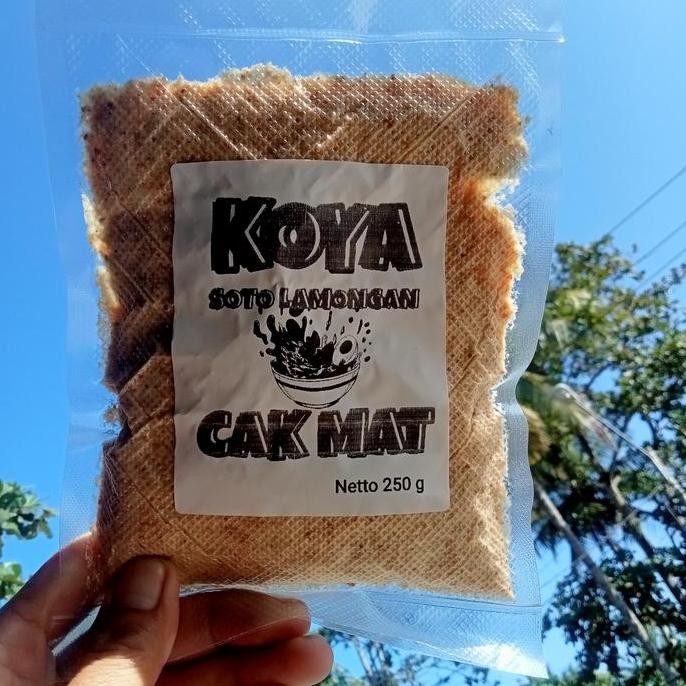 KOYA
SOTO LAMONGAN
CAK MAT
Netto 250 g